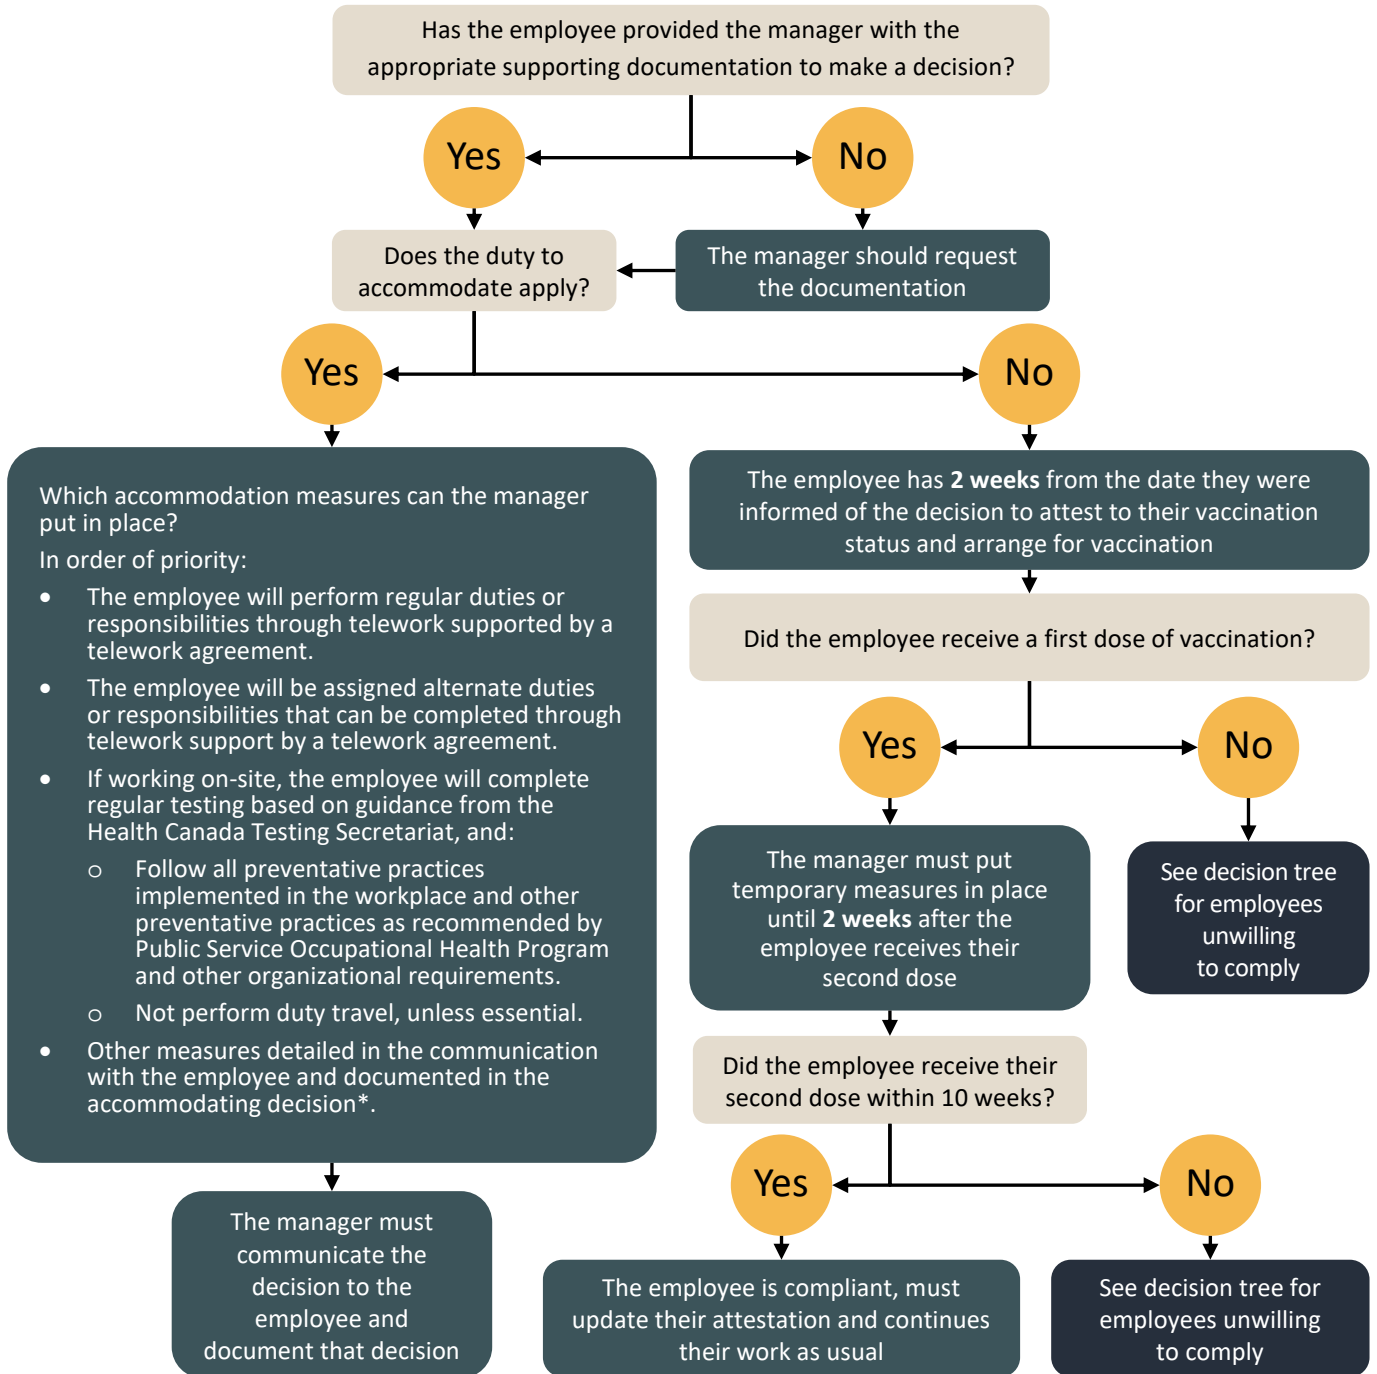 Has the employee provided the manager with the
appropriate supporting documentation to make a decision?
Yes
No
Does the duty to
accommodate apply?
The manager should request
the documentation
Yes
No
Which accommodation measures can the manager
put in place?
In order of priority:
• The employee will perform regular duties or
responsibilities through telework supported by a
telework agreement.
• The employee will be assigned alternate duties
or responsibilities that can be completed through
telework support by a telework agreement.
• If working on-site, the employee will complete
regular testing based on guidance from the
Health Canada Testing Secretariat, and:
o Follow all preventative practices
implemented in the workplace and other
preventative practices as recommended by
Public Service Occupational Health Program
and other organizational requirements.
o Not perform duty travel, unless essential.
• Other measures detailed in the communication
with the employee and documented in the
accommodating decision*.
The manager must
communicate the
decision to the
employee and
document that decision
The employee has 2 weeks from the date they were
informed of the decision to attest to their vaccination
status and arrange for vaccination
Did the employee receive a first dose of vaccination?
Yes
No
The manager must put
temporary measures in place
until 2 weeks after the
employee receives their
second dose
See decision tree
for employees
unwilling
to comply
Did the employee receive their
second dose within 10 weeks?
Yes
No
The employee is compliant, must
update their attestation and continues
their work as usual
See decision tree for
employees unwilling
to comply